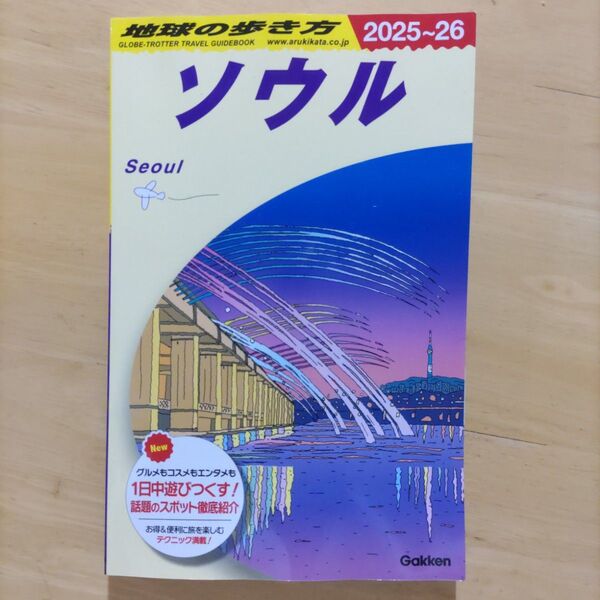 地球の歩き方
GLOBE-TROTTER TRAVEL GUIDEBOOK www.arukikata.co.jp
2025~26
ソウル
Seoul
New
グルメもコスメもエンタメも
1日中遊びつくす!
話題のスポット徹底紹介
お得&便利に旅を楽しむ
テクニック満載!
Gakken